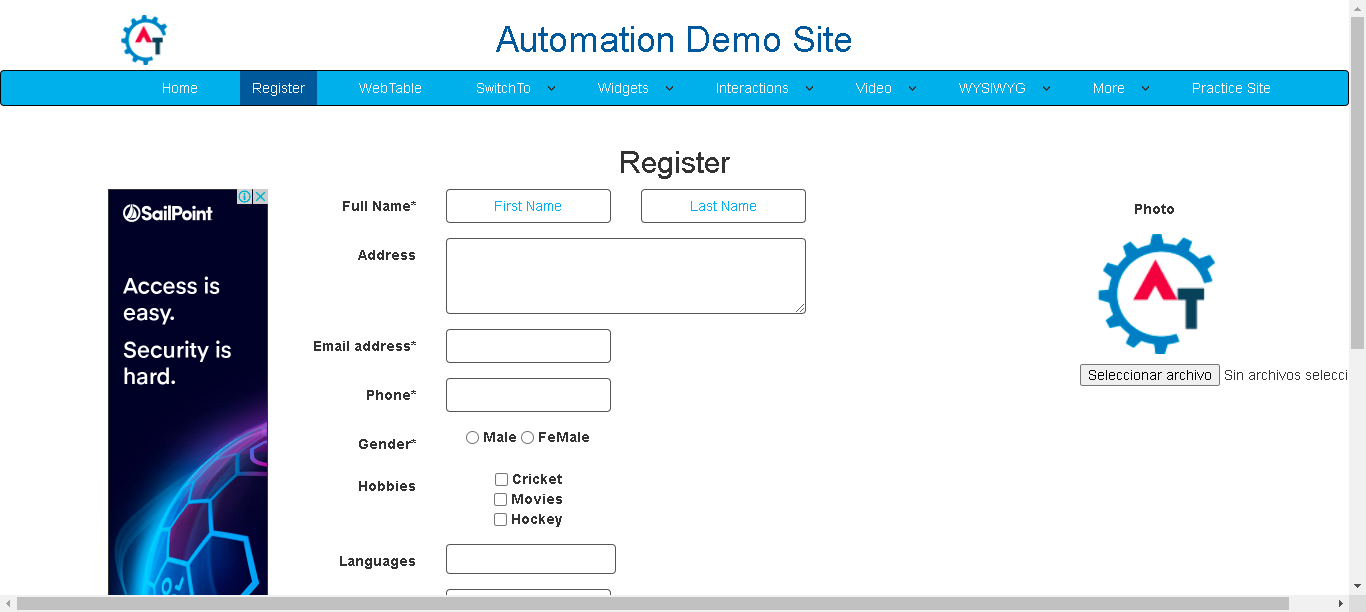 Automation Demo Site
Home Register WebTable SwitchTo Widgets Interactions Video WYSIWYG More Practice Site
Register
SailPoint
Access is
easy.
Security is
hard.
Full Name* First Name Last Name
Address
Email address*
Phone*
Gender* Male FeMale
Hobbies
Cricket
Movies
Hockey
Languages
Photo
AT
Seleccionar archivo Sin archivos selecci